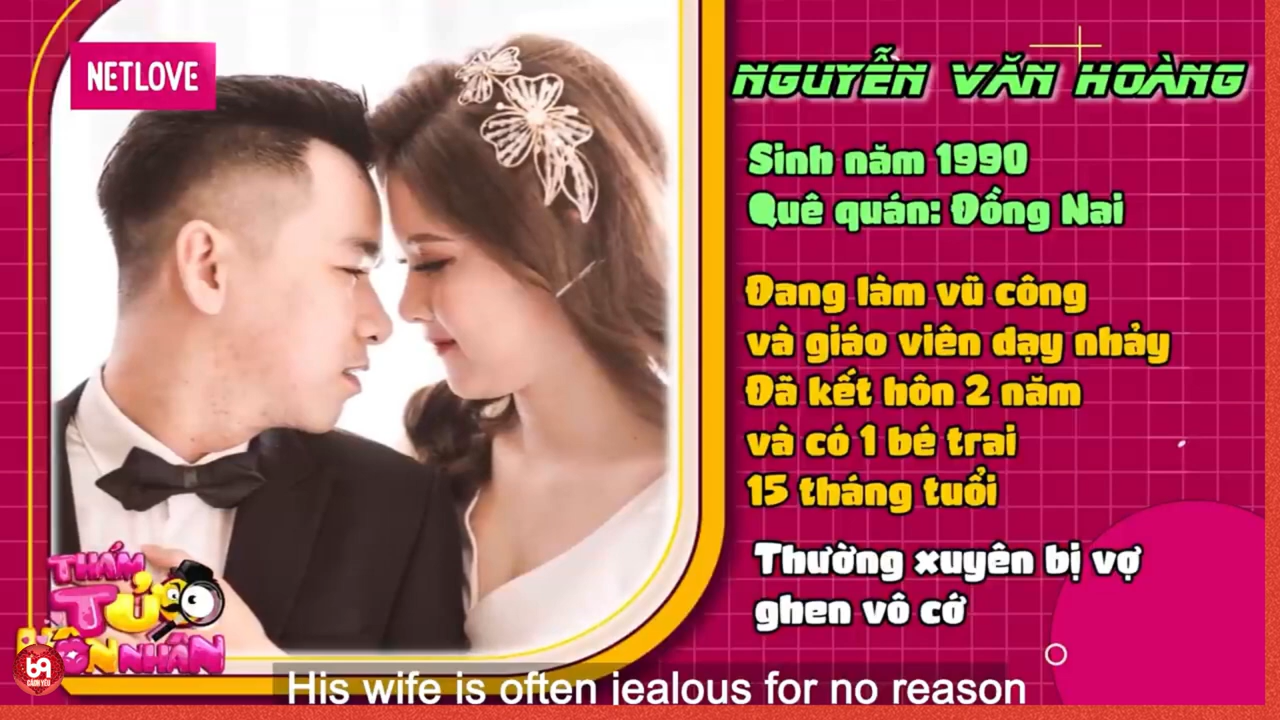 NETLOVE
NGUYỄN VĂN HOÀNG
Sinh năm 1990
Quê quán: Đồng Nai
Đang làm vũ công
và giáo viên dạy nhảy
Đã kết hôn 2 năm
và có 1 bé trai
15 tháng tuổi
Thường xuyên bị vợ
ghen vô cớ
THÁM
TỬ
HÔN NHÂN
CẢNH YÊU
His wife is often jealous for no reason